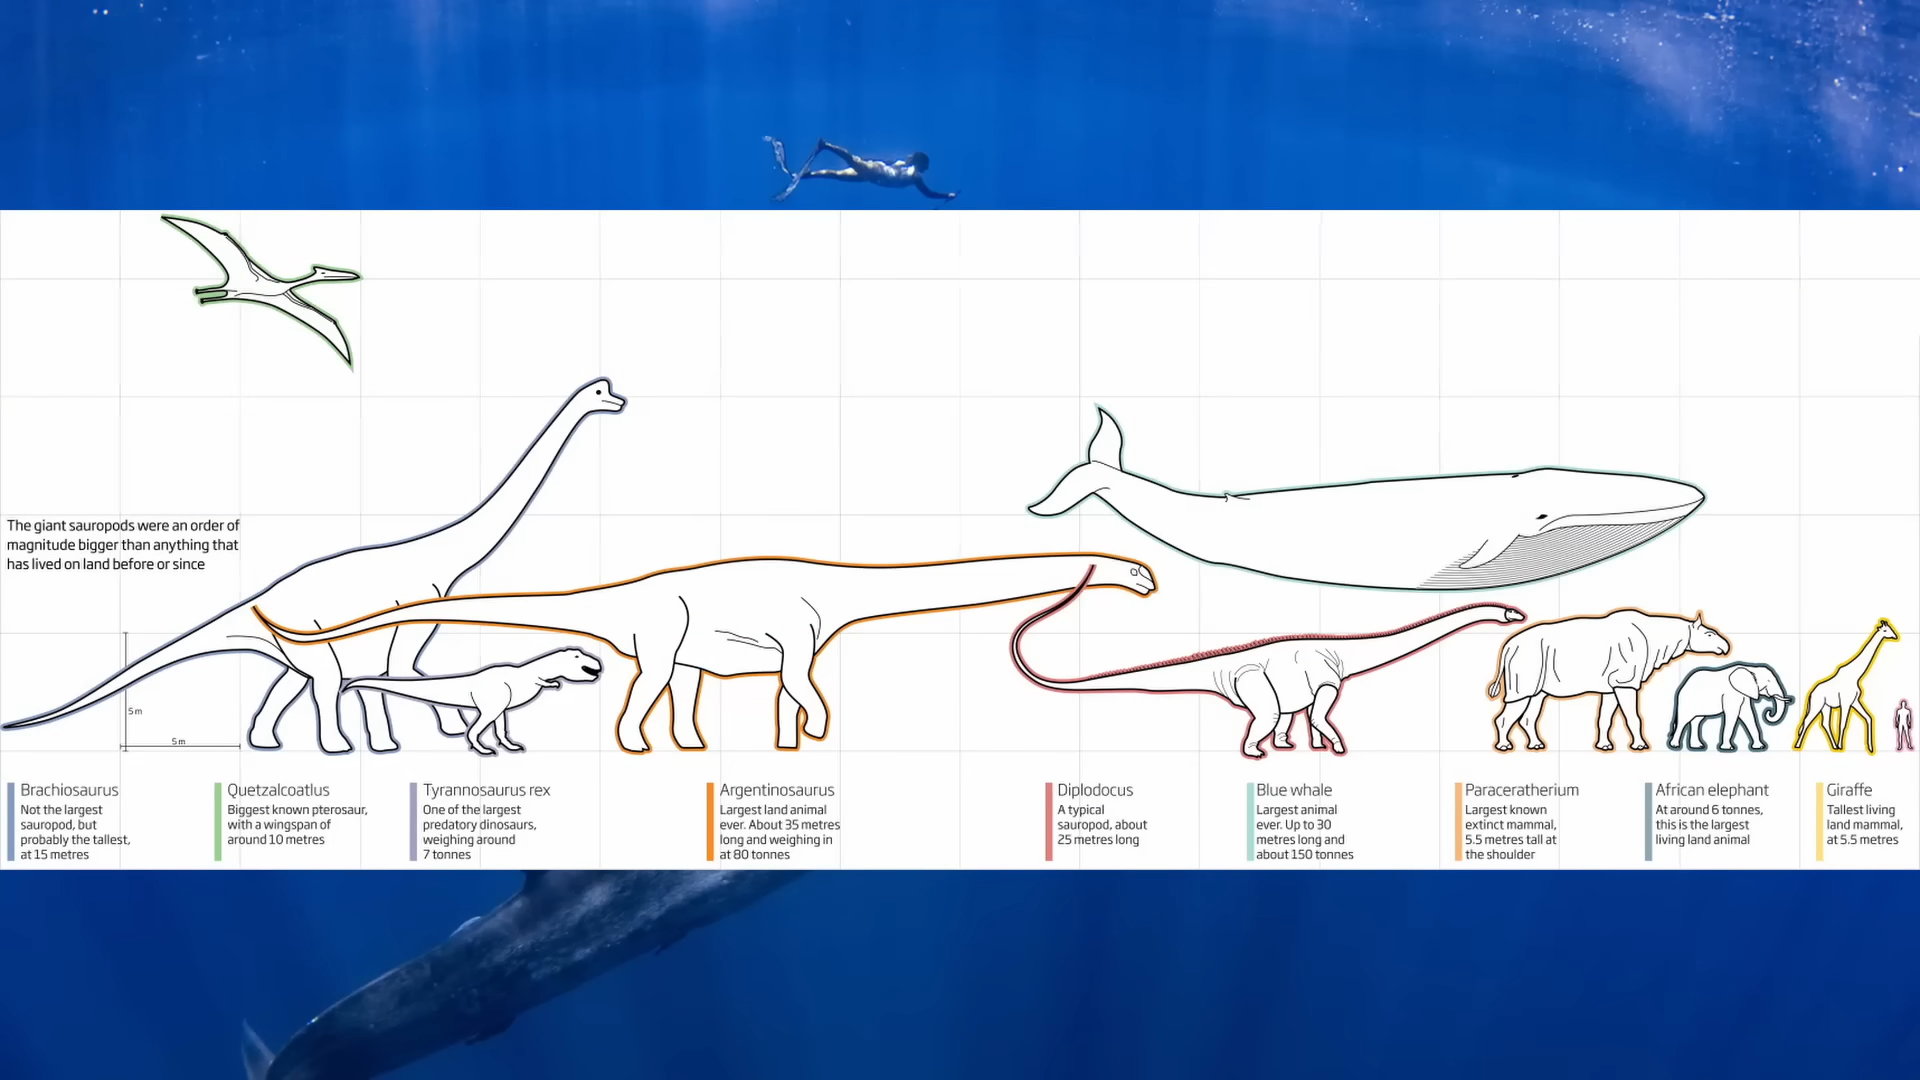 The giant sauropods were an order of
magnitude bigger than anything that
has lived on land before or since
5m
5m
Brachiosaurus
Not the largest
sauropod, but
probably the tallest,
at 15 metres
Quetzalcoatlus
Biggest known pterosaur,
with a wingspan of
around 10 metres
Tyrannosaurus rex
One of the largest
predatory dinosaurs,
weighing around
7 tonnes
Argentinosaurus
Largest land animal
ever. About 35 metres
long and weighing in
at 80 tonnes
Diplodocus
A typical
sauropod, about
25 metres long
Blue whale
Largest animal
ever. Up to 30
metres long and
about 150 tonnes
Paraceratherium
Largest known
extinct mammal,
5.5 metres tall at
the shoulder
African elephant
At around 6 tonnes,
this is the largest
living land animal
Giraffe
Tallest living
land mammal,
at 5.5 metres